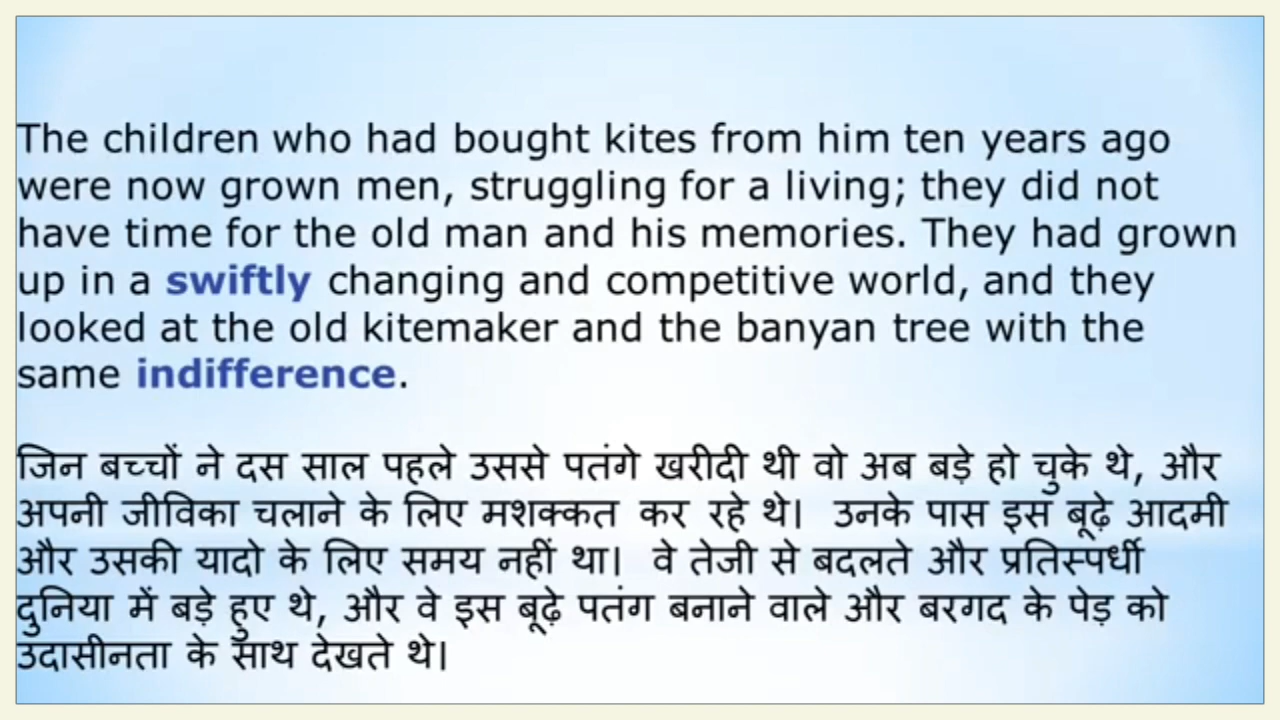 The children who had bought kites from him ten years ago
were now grown men, struggling for a living; they did not
have time for the old man and his memories. They had grown
up in a swiftly changing and competitive world, and they
looked at the old kitemaker and the banyan tree with the
same indifference.
जिन बच्चों ने दस साल पहले उससे पतंगे खरीदी थी वो अब बड़े हो चुके थे, और
अपनी जीविका चलाने के लिए मशक्कत कर रहे थे। उनके पास इस बूढ़े आदमी
और उसकी यादो के लिए समय नहीं था। वे तेजी से बदलते और प्रतिस्पर्धी
दुनिया में बड़े हुए थे, और वे इस बूढ़े पतंग बनाने वाले और बरगद के पेड़ को
उदासीनता के साथ देखते थे।